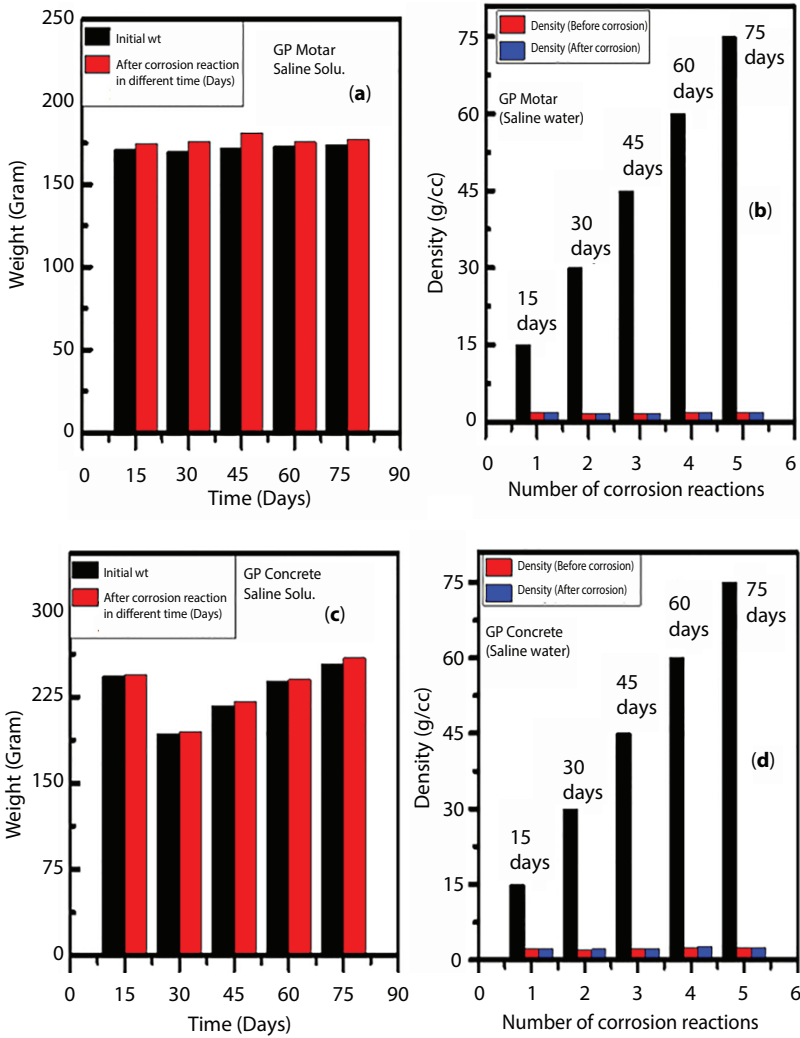 250
200
150
100
50
0
Weight (Gram)
Initial wt
After corrosion reaction
in different time (Days)
GP Motar
Saline Solu.
(a)
0 15 30 45 60 75 90
Time (Days)
75
60
45
30
15
0
Density (g/cc)
Density (Before corrosion)
Density (After corrosion)
GP Motar
(Saline water)
15
days
30
days
45
days
60
days
75
days
(b)
0 1 2 3 4 5 6
Number of corrosion reactions
300
225
150
75
0
Weight (Gram)
Initial wt
After corrosion reaction
in different time (Days)
GP Concrete
Saline Solu.
(c)
0 15 30 45 60 75 90
Time (Days)
75
60
45
30
15
0
Density (g/cc)
Density (Before corrosion)
Density (After corrosion)
GP Concrete
(Saline water)
15
days
30
days
45
days
60
days
75
days
(d)
0 1 2 3 4 5 6
Number of corrosion reactions